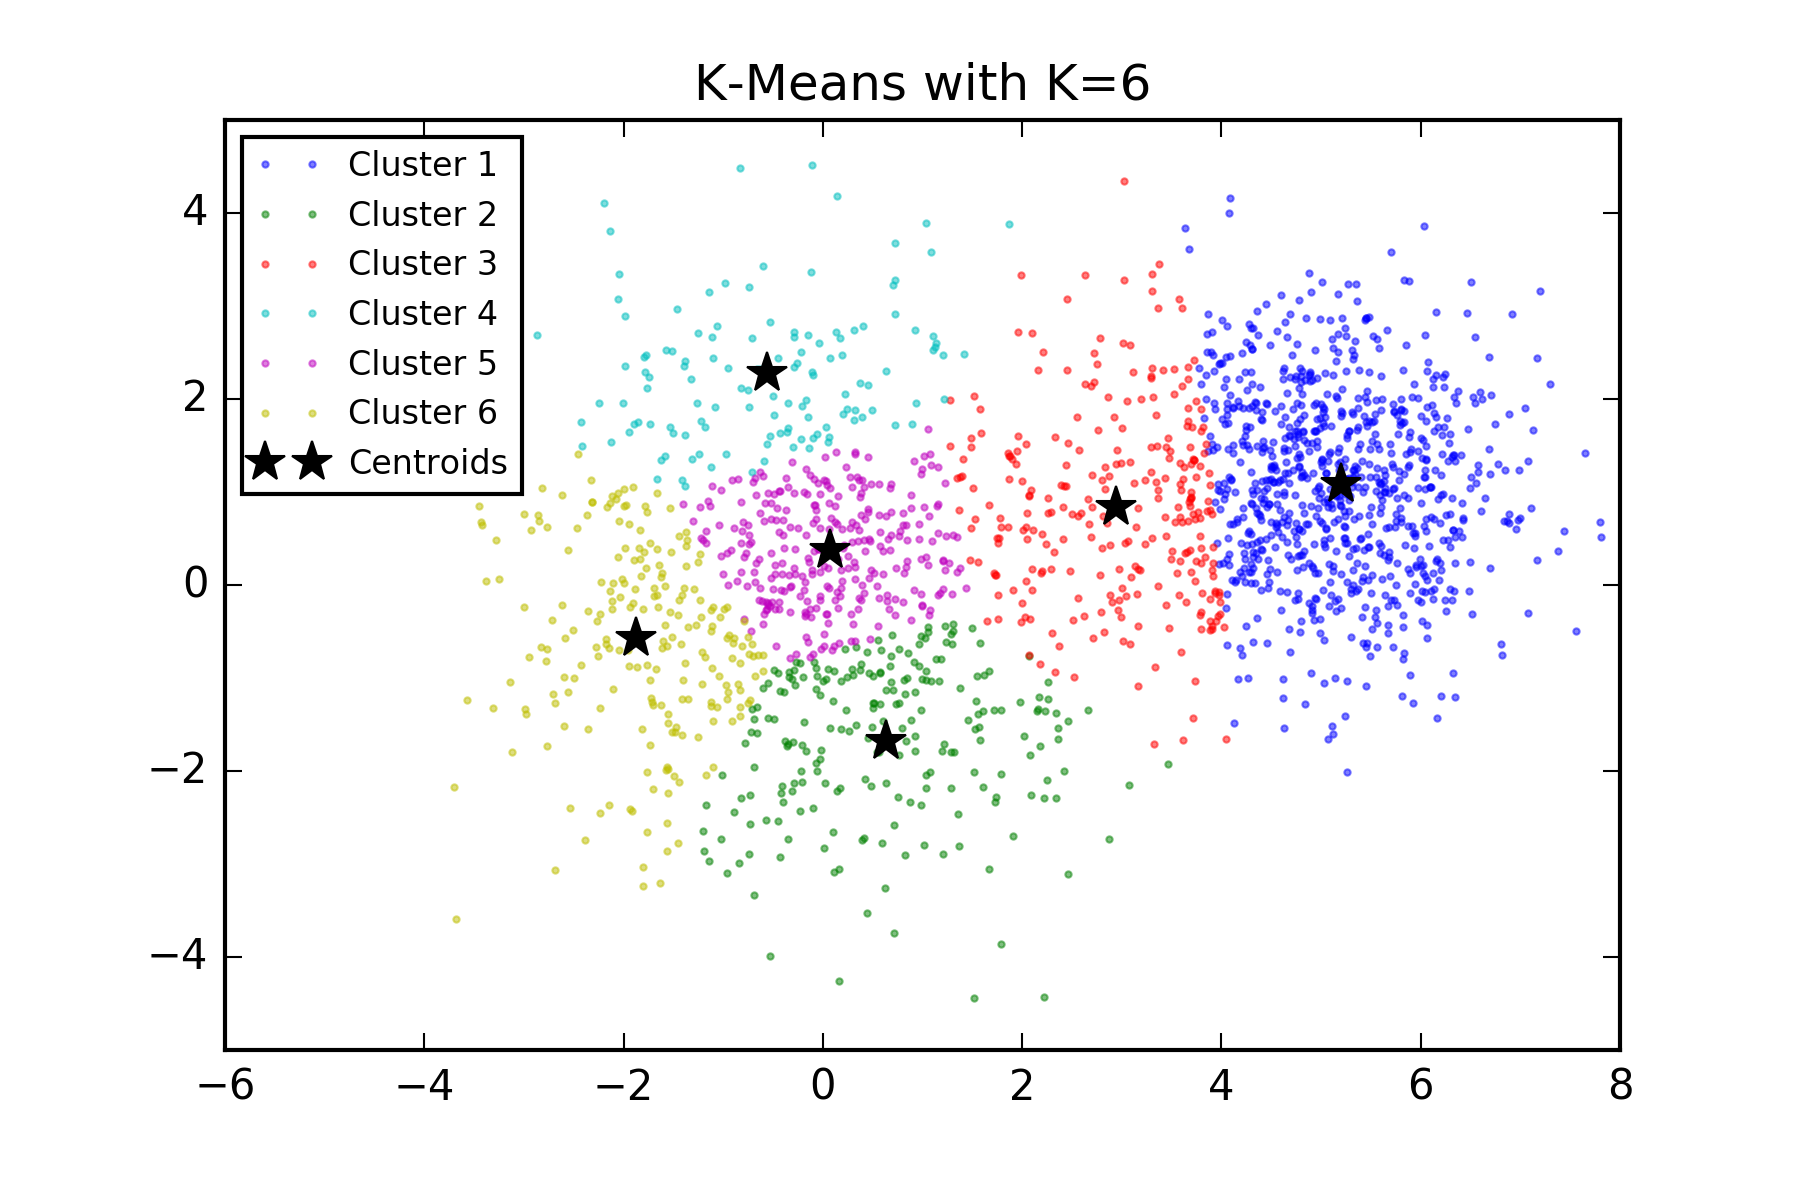 K-Means with K=6
Cluster 1
Cluster 2
Cluster 3
Cluster 4
Cluster 5
Cluster 6
Centroids
4
2
0
−2
−4
−6 −4 −2 0 2 4 6 8